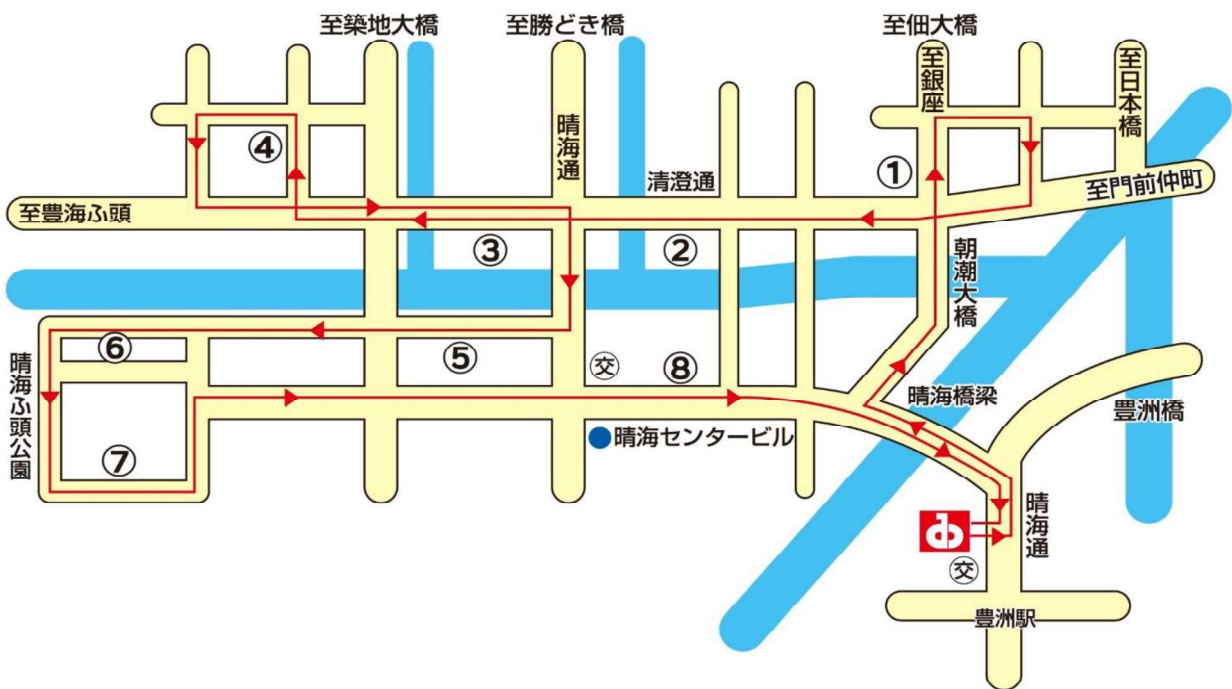 至築地大橋
至勝どき橋
至佃大橋
至銀座
至日本橋
晴海通
④
①
清澄通
至門前仲町
至豊海ふ頭
③
②
朝潮大橋
⑥
⑤
交
⑧
晴海ふ頭公園
晴海橋梁
豊洲橋
晴海センタービル
⑦
晴海通
交
豊洲駅